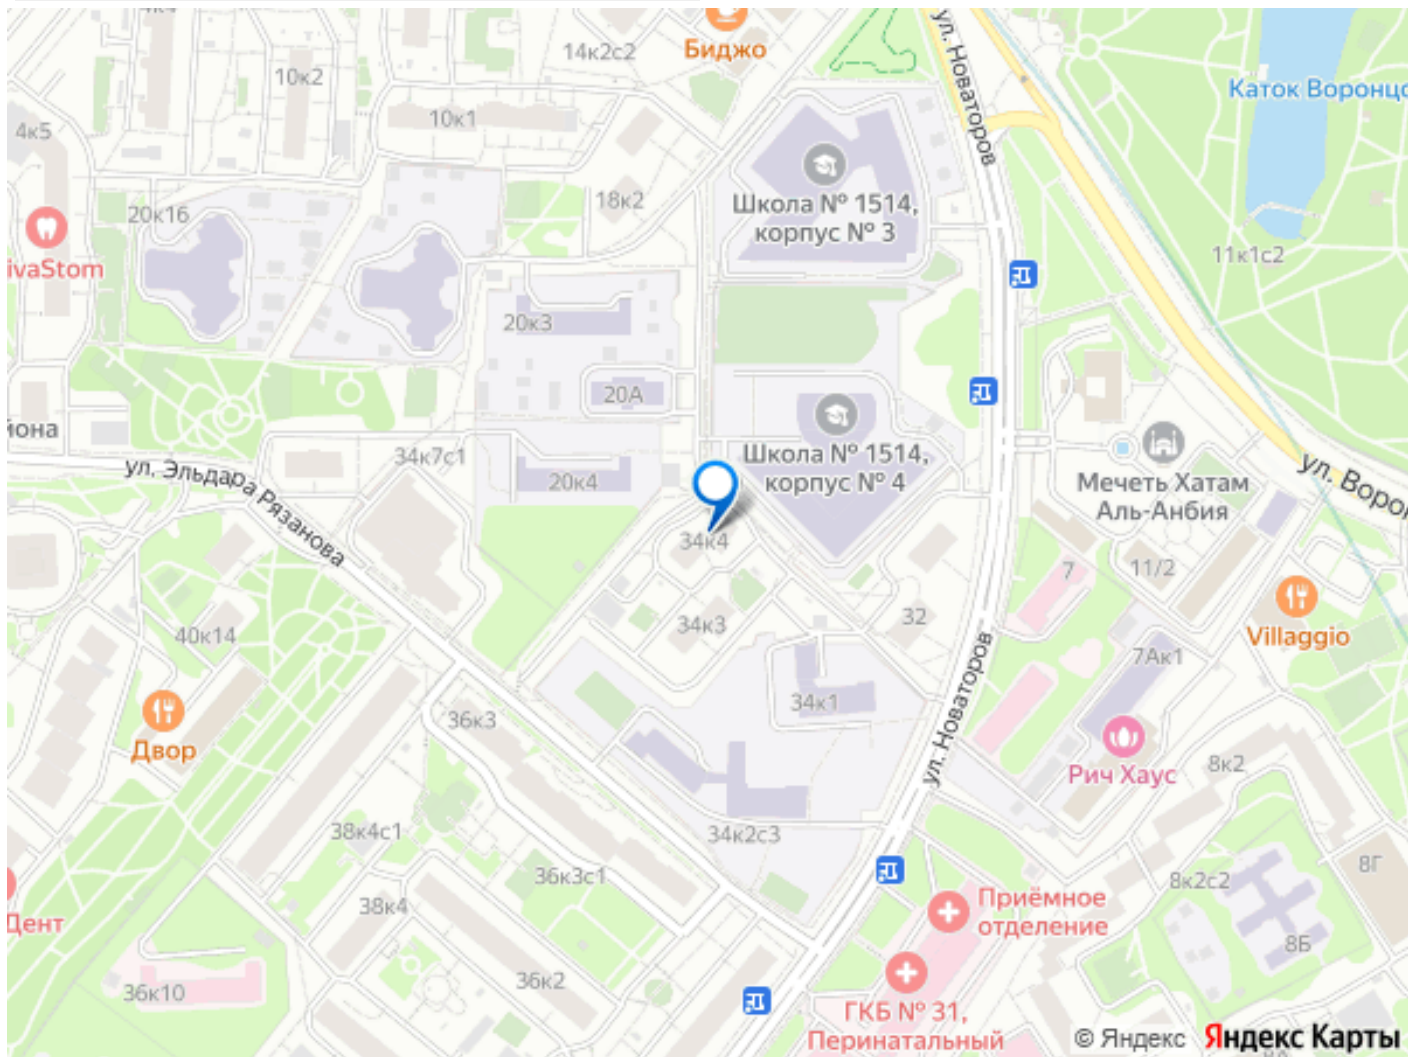 Биджо
14к2с2
10к2
4к5
10к1
ул. Новаторов
Каток Воронцо
Школа № 1514,
корпус № 3
18к2
20к16
ivaStom
11к1с2
20к3
20А
йона
34к7с1
ул. Эльдара Рязанова
20к4
Школа № 1514,
корпус № 4
Мечеть Хатам
Аль-Анбия
ул. Ворон
34к4
7
11/2
34к3
32
40к14
Villaggio
7Ак1
34к1
36к3
ул. Новаторов
Двор
Рич Хаус
8к2
38к4с1
34к2с3
36к3с1
38к4
8Г
8к2с2
Дент
Приёмное
отделение
8Б
36к10
36к2
ГКБ № 31,
Перинатальный
© Яндекс Яндекс Карты